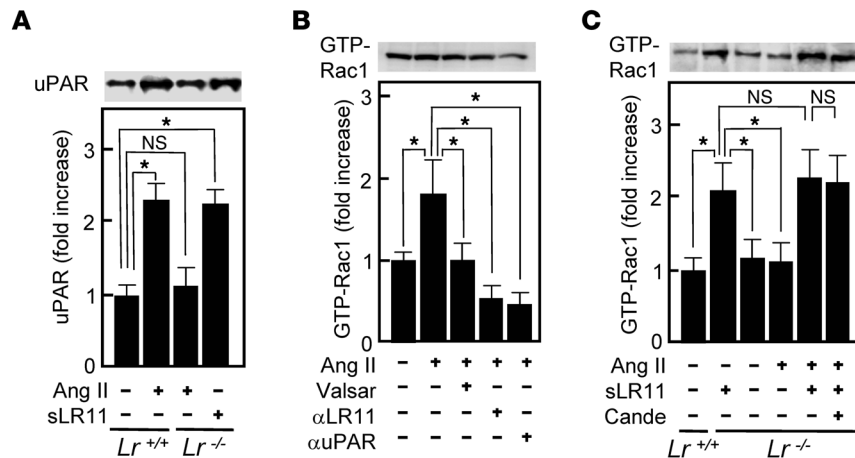 A
uPAR
uPAR (fold increase)
3
2
1
0
*
NS
*
Ang II - + + -
sLR11 - - - +
Lr +/+ Lr -/-
B
GTP-
Rac1
GTP-Rac1 (fold increase)
3
2
1
0
*
*
* *
Ang II - + + + +
Valsar - - + - -
αLR11 - - - + -
αuPAR - - - - +
C
GTP-
Rac1
GTP-Rac1 (fold increase)
3
2
1
0
NS NS
*
* *
Ang II - - - + + +
sLR11 - + - - + +
Cande - - - - - +
Lr +/+ Lr -/-